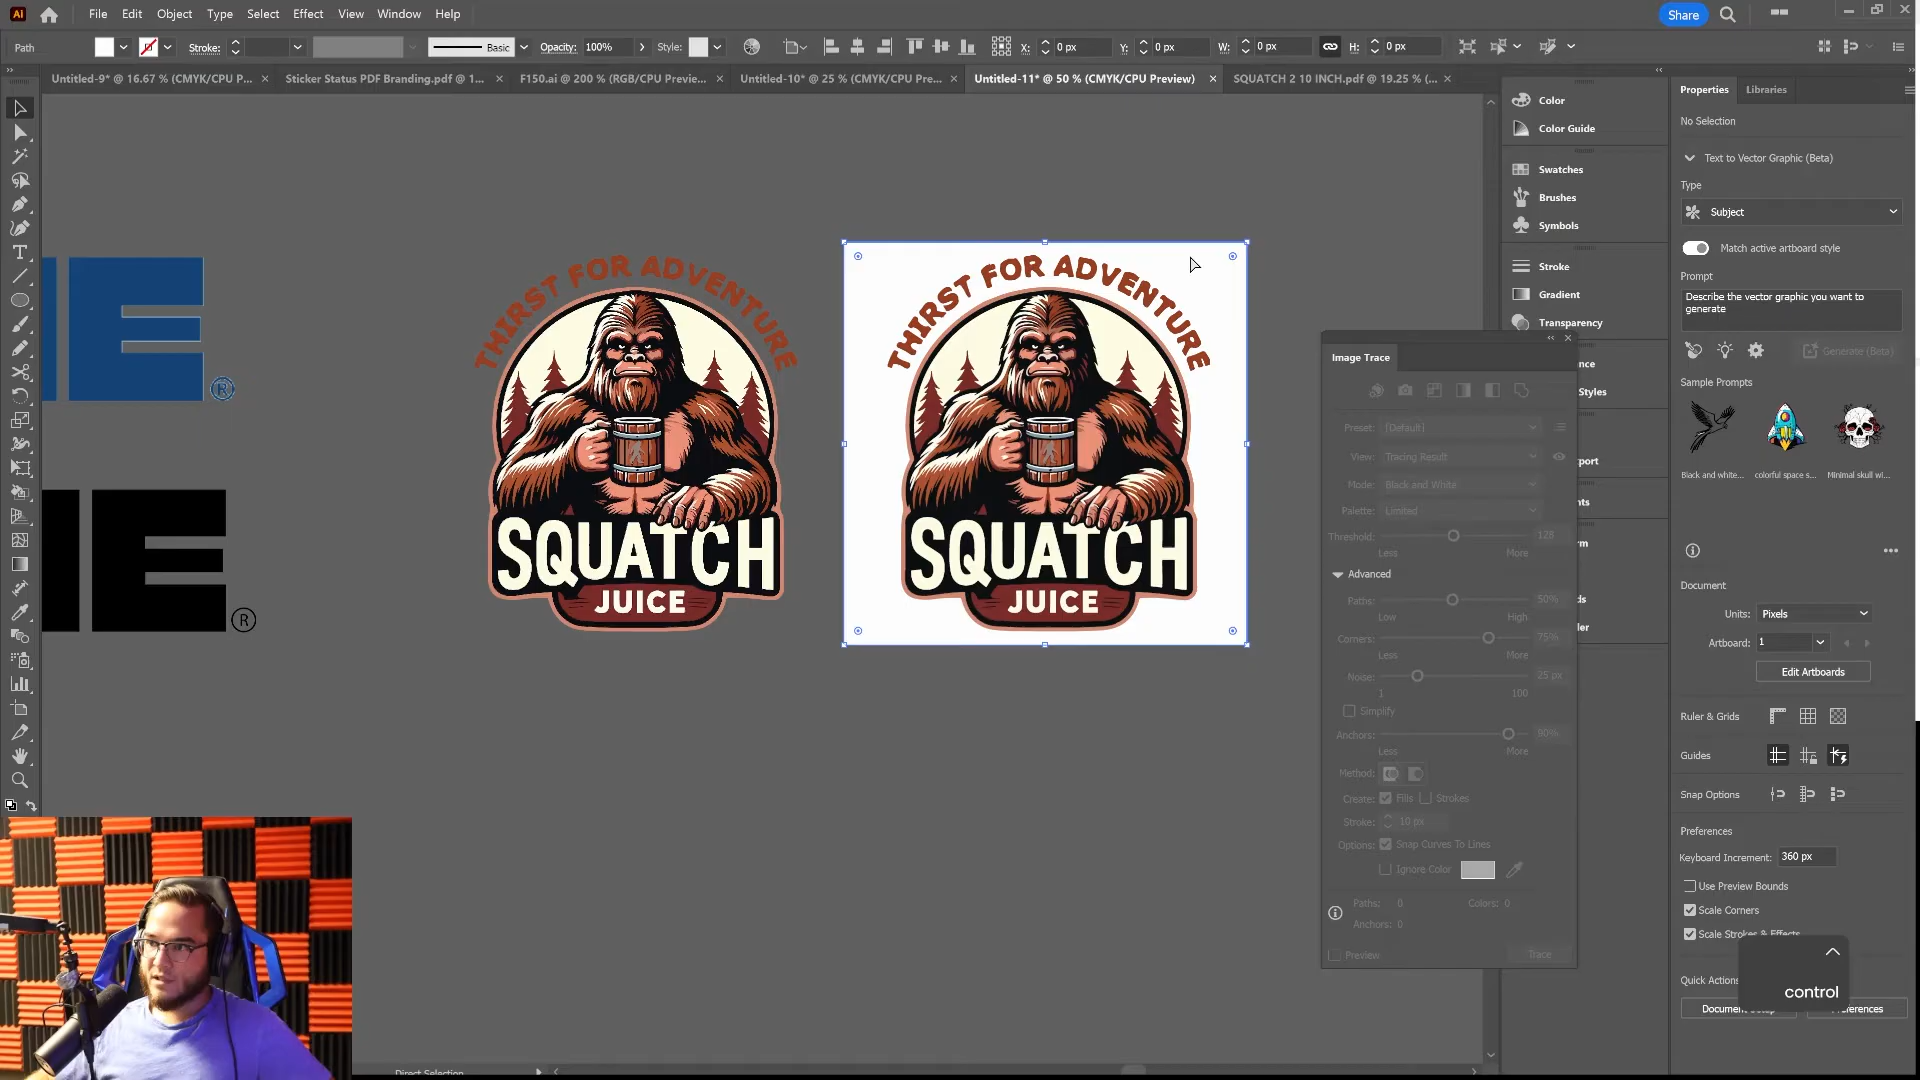 Ai File Edit Object Type Select Effect View Window Help Share
Path Stroke: Basic Opacity: 100% Style: X: 0 px Y: 0 px W: 0 px H: 0 px
Untitled-9* @ 16.67 % (CMYK/CPU P... Sticker Status PDF Branding.pdf @ 1... F150.ai @ 200 % (RGB/CPU Previe... Untitled-10* @ 25 % (CMYK/CPU Pre... Untitled-11* @ 50 % (CMYK/CPU Preview) SQUATCH 2 10 INCH.pdf @ 19.25 % (...
E ®
E ®
THIRST FOR ADVENTURE
SQUATCH
JUICE
THIRST FOR ADVENTURE
SQUATCH
JUICE
Color
Color Guide
Swatches
Brushes
Symbols
Stroke
Gradient
Transparency
ance
Styles
port
nts
rm
ds
der
Image Trace
Preset: [Default]
View: Tracing Result
Mode: Black and White
Palette: Limited
Threshold: 128
Less More
Advanced
Paths: 50%
Low High
Corners: 75%
Less More
Noise: 25 px
1 100
Simplify
Anchors: 90%
Less More
Method:
Create: Fills Strokes
Stroke: 10 px
Options: Snap Curves To Lines
Ignore Color
Paths: 0 Colors: 0
Anchors: 0
Preview Trace
Properties Libraries
No Selection
Text to Vector Graphic (Beta)
Type
Subject
Match active artboard style
Prompt
Describe the vector graphic you want to
generate
Generate (Beta)
Sample Prompts
Black and white... colorful space s... Minimal skull wi...
Document
Units: Pixels
Artboard: 1
Edit Artboards
Ruler & Grids
Guides
Snap Options
Preferences
Keyboard Increment: 360 px
Use Preview Bounds
Scale Corners
Scale Strokes & Effects
Quick Actions
control
Document Setup Preferences
Direct Selection